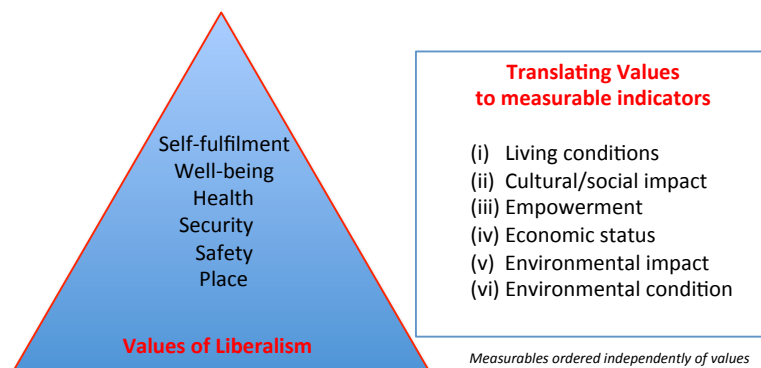 Self-fulfilment
Well-being
Health
Security
Safety
Place
Values of Liberalism
Translating Values
to measurable indicators
(i) Living conditions
(ii) Cultural/social impact
(iii) Empowerment
(iv) Economic status
(v) Environmental impact
(vi) Environmental condition
Measurables ordered independently of values